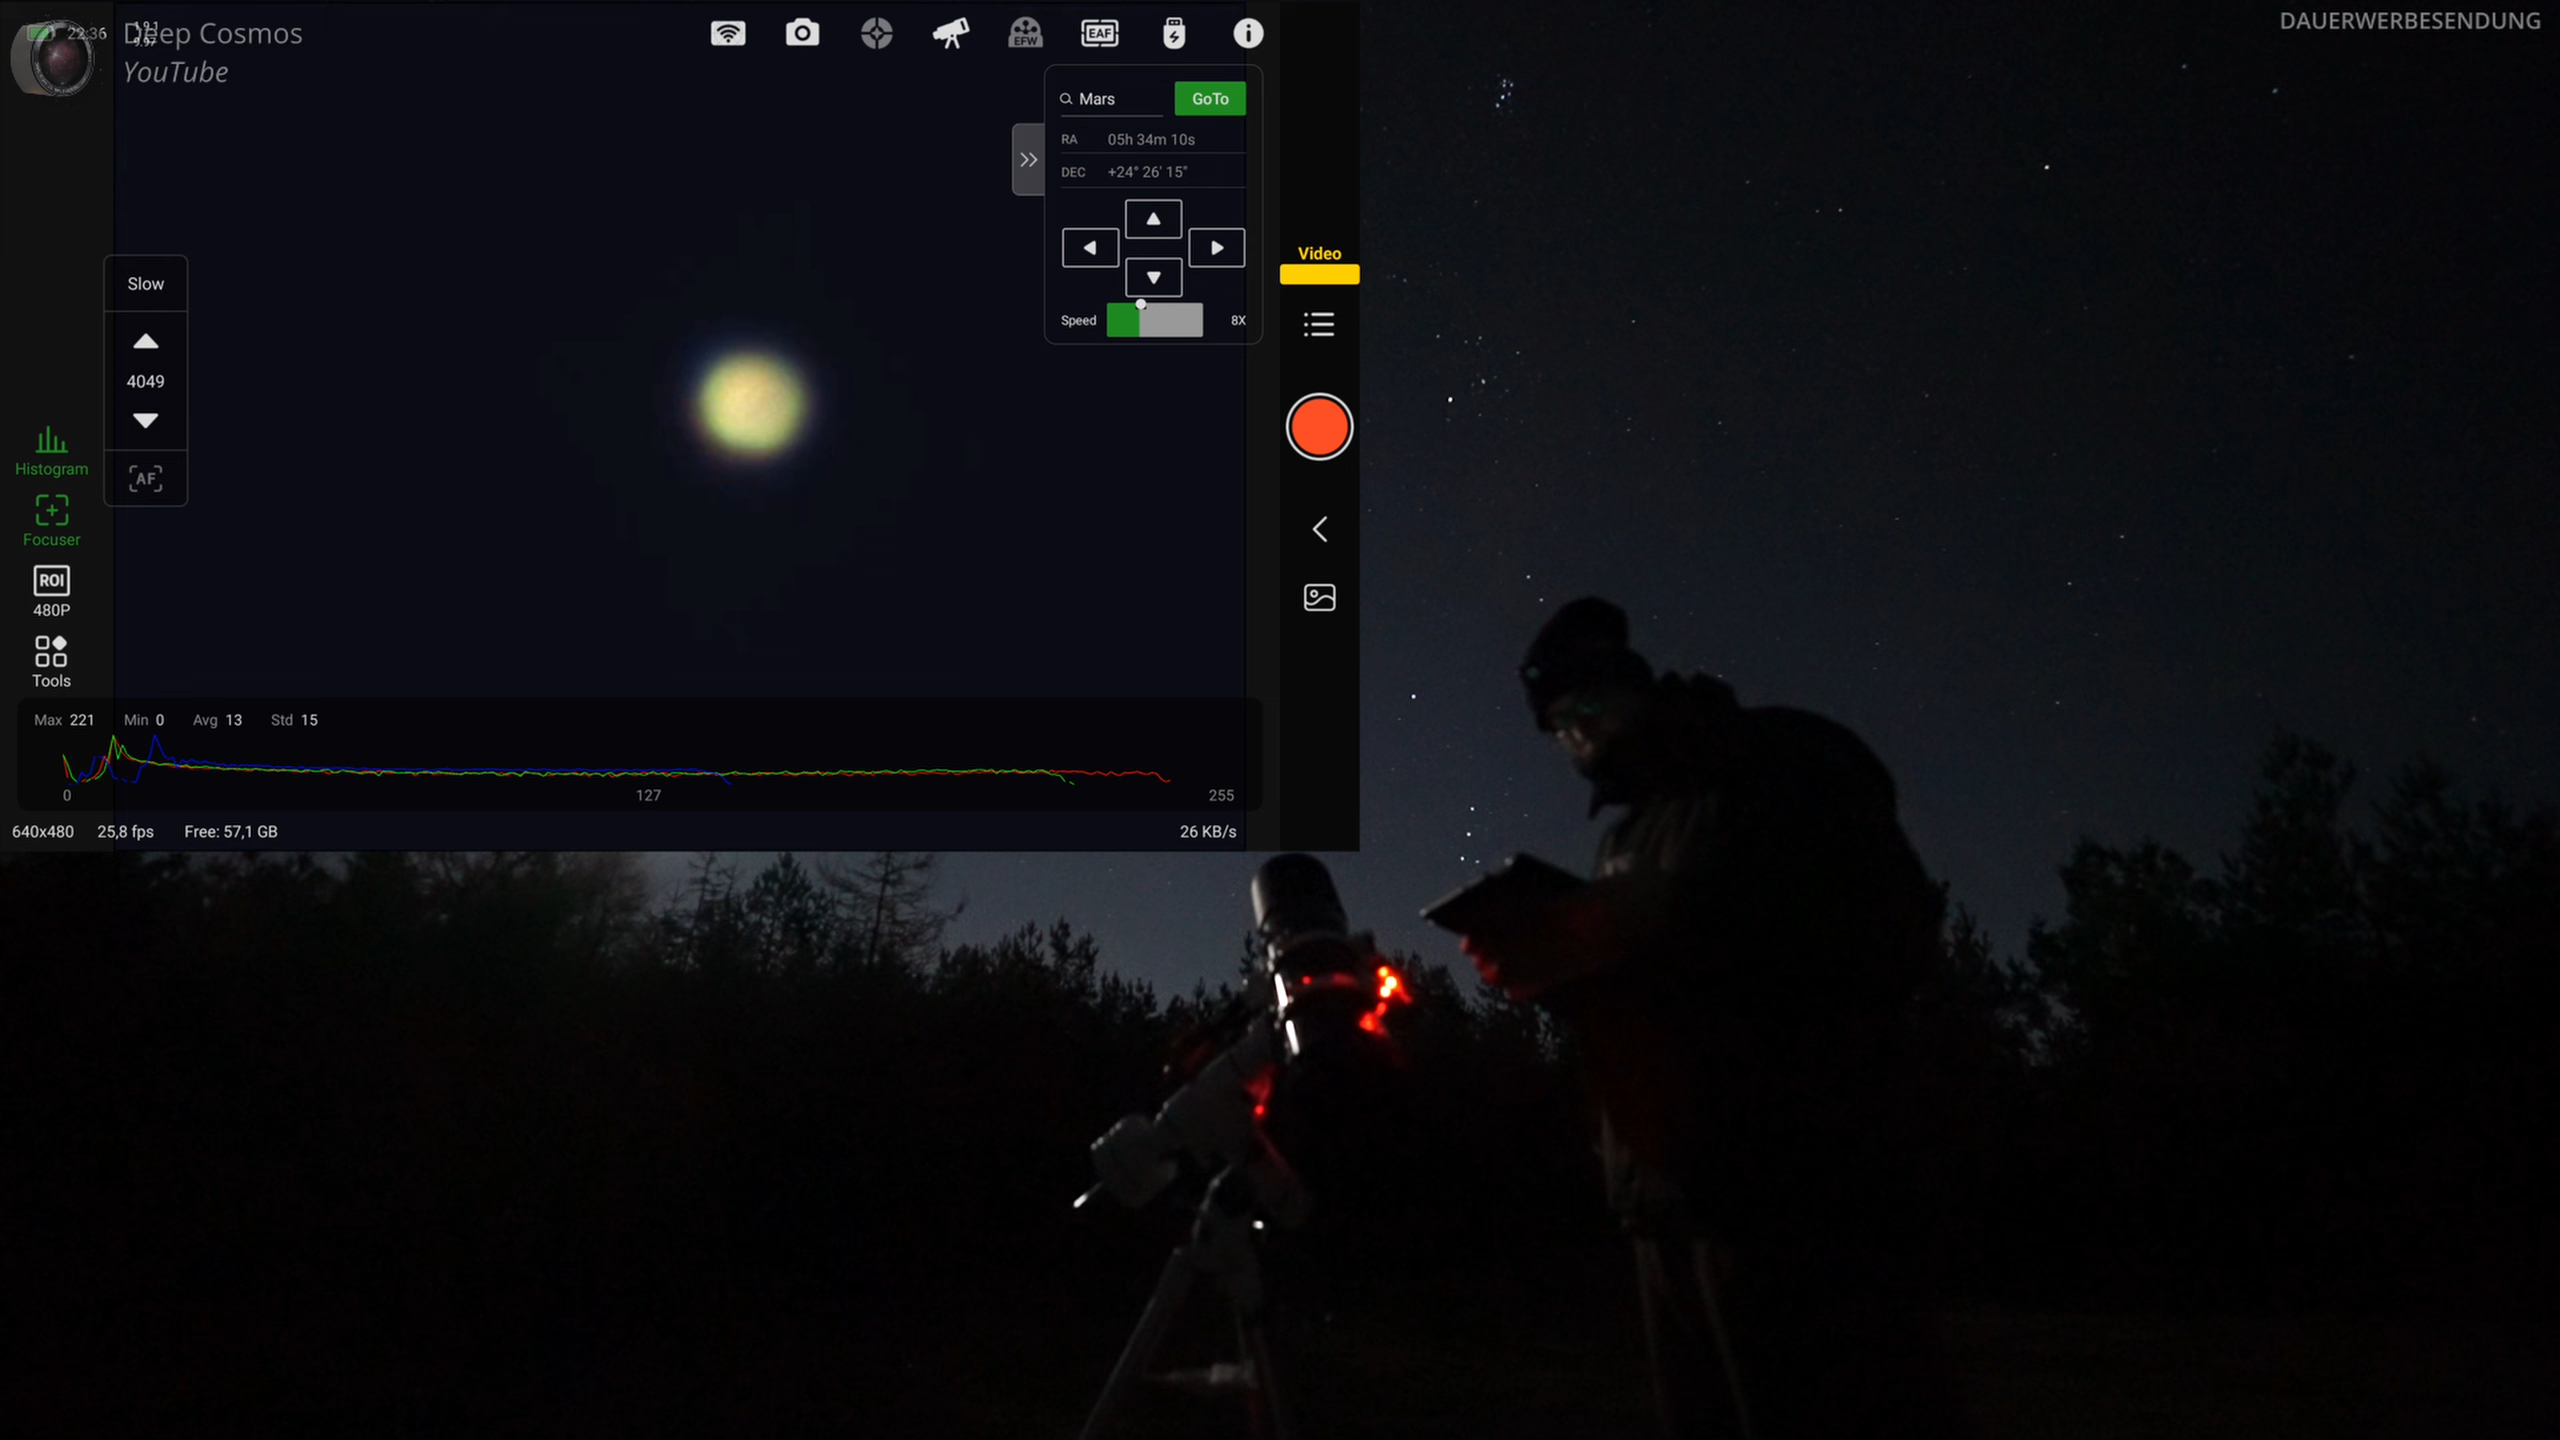 22:36
Deep Cosmos
YouTube
DAUERWERBESENDUNG
EFW
EAF
Mars
GoTo
RA 05h 34m 10s
DEC +24° 26' 15"
Speed 8X
Video
Slow
4049
AF
Histogram
Focuser
ROI
480P
Tools
Max 221 Min 0 Avg 13 Std 15
0 127 255
640x480 25,8 fps Free: 57,1 GB 26 KB/s